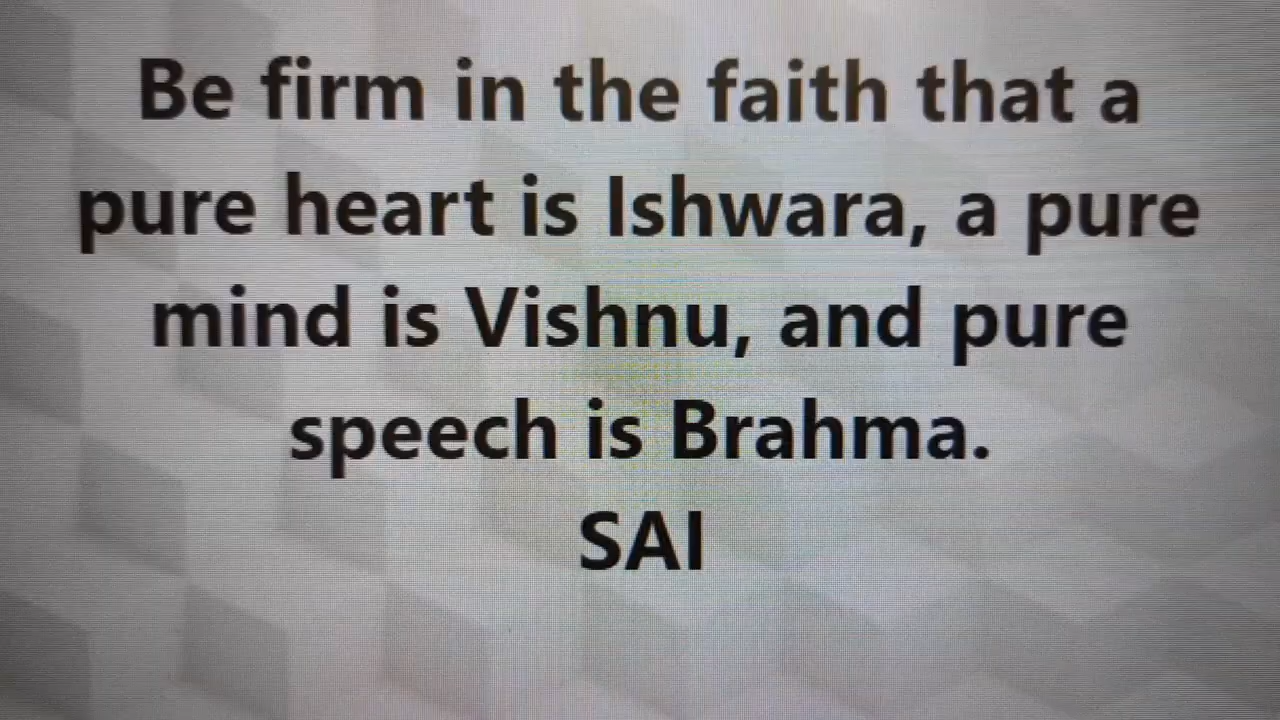 Be firm in the faith that a
pure heart is Ishwara, a pure
mind is Vishnu, and pure
speech is Brahma.
SAI